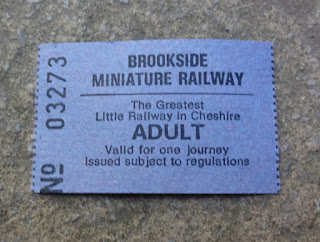 Nº 03273
BROOKSIDE
MINIATURE RAILWAY
The Greatest
Little Railway in Cheshire
ADULT
Valid for one journey
Issued subject to regulations